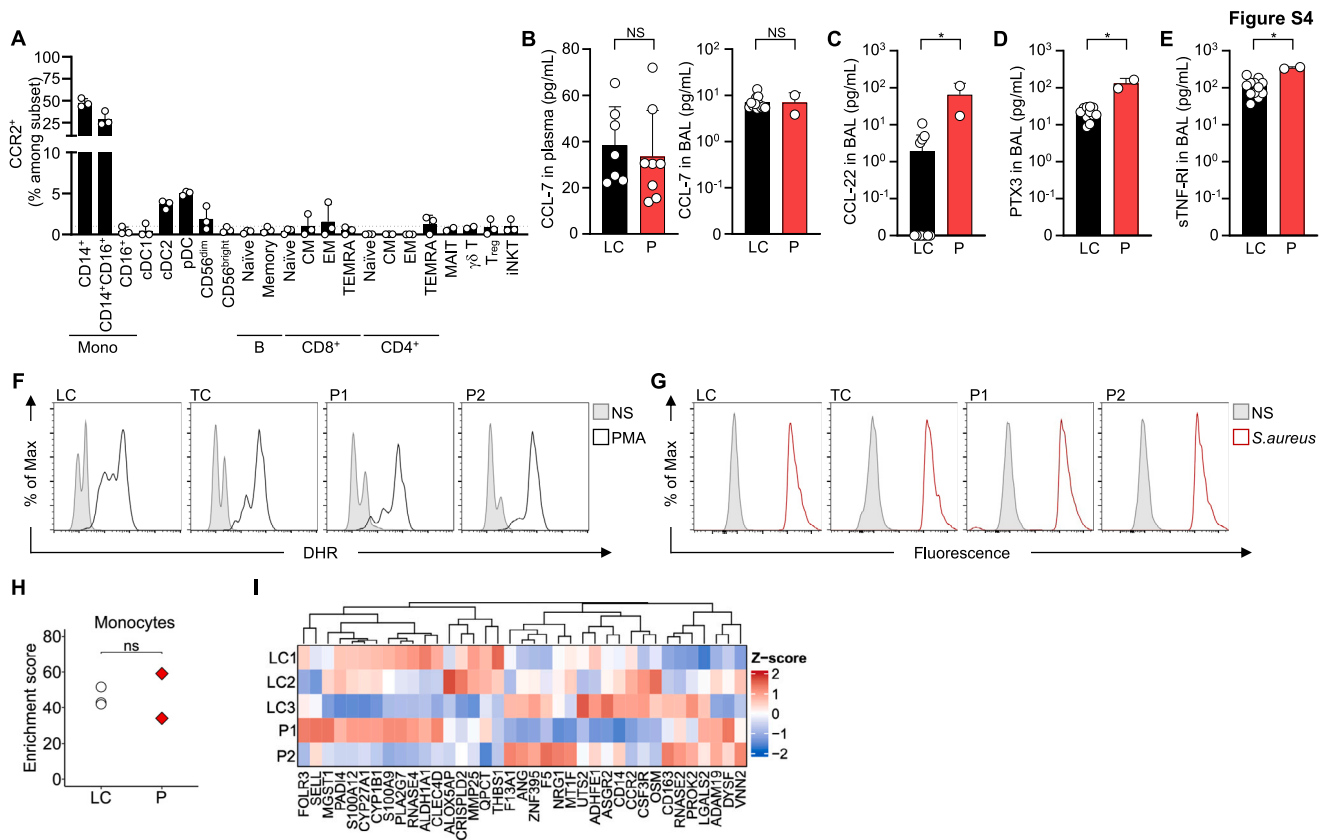 Figure S4
A
CCR2+
(% among subset)
100
75
50
25
10
5
0
CD14+
CD14+CD16+
CD16+
cDC1
cDC2
pDC
CD56dim
CD56bright
Naïve
Memory
Naïve
CM
EM
TEMRA
Naïve
CM
EM
TEMRA
MAIT
γδ T
Treg
iNKT
Mono
B
CD8+
CD4+
B
CCL-7 in plasma (pg/mL)
80
60
40
20
0
NS
LC
P
CCL-7 in BAL (pg/mL)
10²
10¹
10⁰
10⁻¹
NS
LC
P
C
CCL-22 in BAL (pg/mL)
10³
10²
10¹
10⁰
10⁻¹
*
LC
P
D
PTX3 in BAL (pg/mL)
10³
10²
10¹
10⁰
10⁻¹
*
LC
P
E
sTNF-RI in BAL (pg/mL)
10³
10²
10¹
10⁰
10⁻¹
*
LC
P
F
% of Max
LC
TC
P1
P2
NS
PMA
DHR
G
% of Max
LC
TC
P1
P2
NS
S.aureus
Fluorescence
H
Monocytes
Enrichment score
80
60
40
20
0
ns
LC
P
I
LC1
LC2
LC3
P1
P2
Z−score
2
1
0
−1
−2
FOLR3
SELL
MGST1
PADI4
S100A12
CYP27A1
CYP1B1
S100A9
PLA2G7
RNASE4
ALDH1A1
CLEC4D
ALOX5AP
CRISPLD2
MMP25
QPCT
THBS1
F13A1
ANG
ZNF395
F5
NRG1
MT1F
UTS2
ADHFE1
ASGR2
CD14
CCR2
CSF3R
OSM
CD163
RNASE2
PROK2
LGALS2
ADAM19
DYSF
VNN2